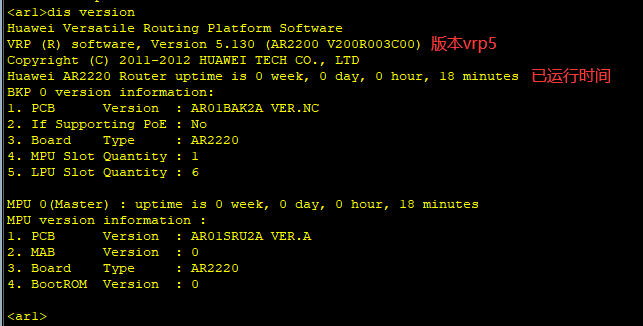 <ar1>dis version
Huawei Versatile Routing Platform Software
VRP (R) software, Version 5.130 (AR2200 V200R003C00) 版本vrp5
Copyright (C) 2011-2012 HUAWEI TECH CO., LTD
Huawei AR2220 Router uptime is 0 week, 0 day, 0 hour, 18 minutes 已运行时间
BKP 0 version information:
1. PCB      Version  : AR01BAK2A VER.NC
2. If Supporting PoE : No
3. Board    Type     : AR2220
4. MPU Slot Quantity : 1
5. LPU Slot Quantity : 6
MPU 0(Master) : uptime is 0 week, 0 day, 0 hour, 18 minutes
MPU version information :
1. PCB      Version  : AR01SRU2A VER.A
2. MAB      Version  : 0
3. Board    Type     : AR2220
4. BootROM  Version  : 0
<ar1>